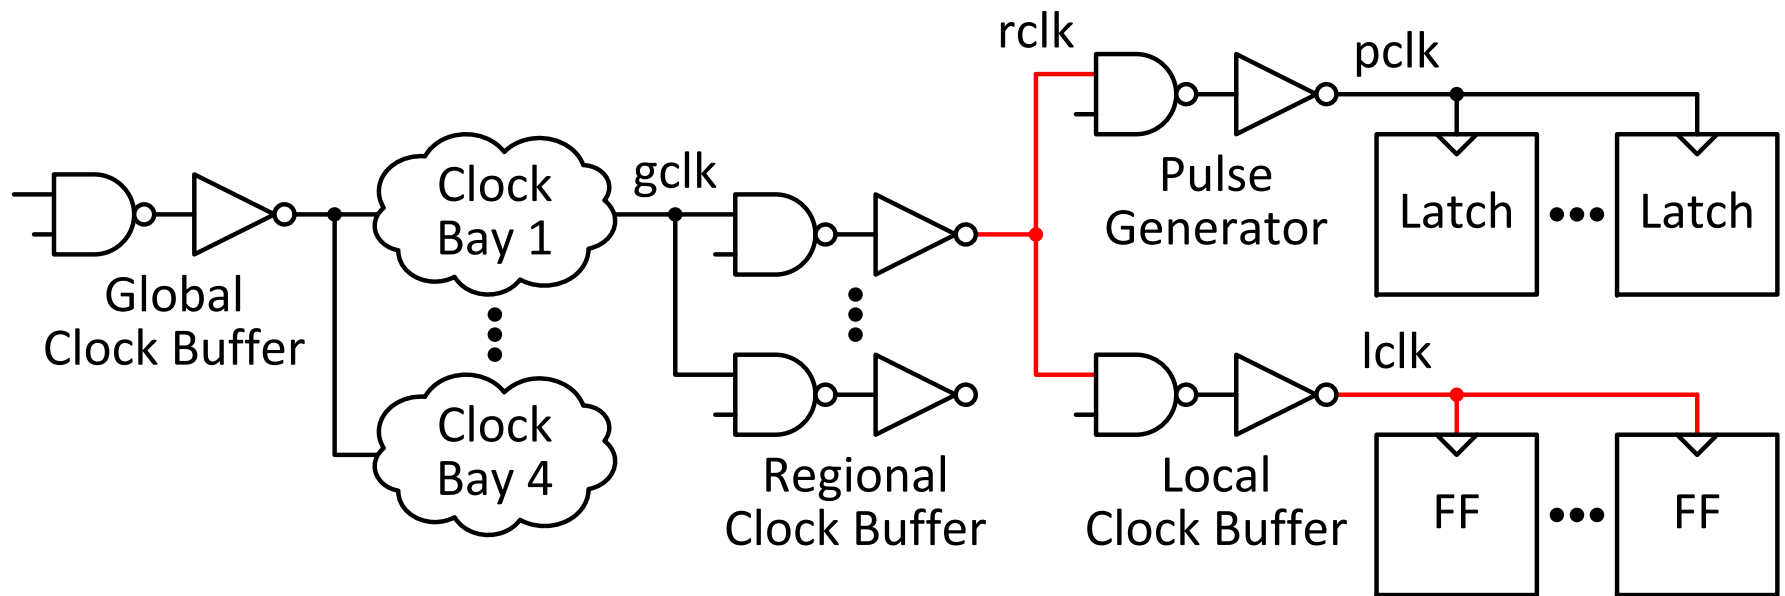 rclk
pclk
Clock
Bay 1
gclk
Pulse
Generator
Latch
Latch
Global
Clock Buffer
lclk
Clock
Bay 4
Regional
Clock Buffer
Local
Clock Buffer
FF
FF